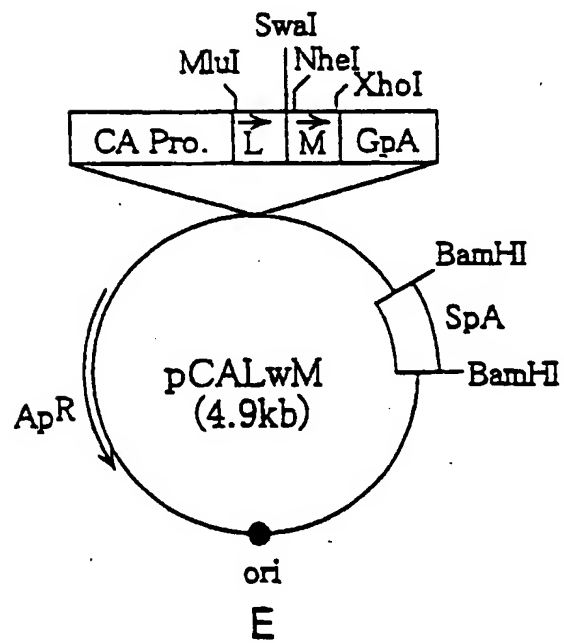 SwaI
MluI
NheI
XhoI
CA Pro.
L
M
GpA
BamHI
SpA
BamHI
pCALwM
(4.9kb)
ApR
ori
E